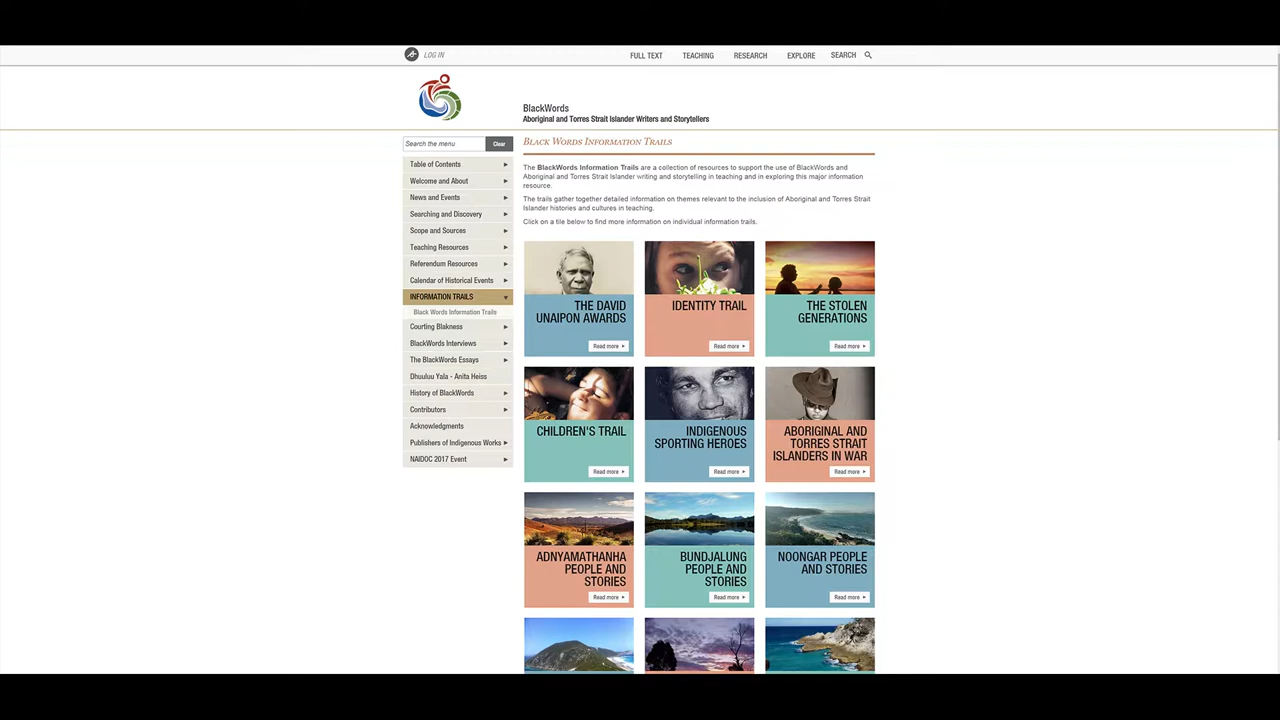 LOG IN
FULL TEXT
TEACHING
RESEARCH
EXPLORE
SEARCH
BlackWords
Aboriginal and Torres Strait Islander Writers and Storytellers
Search the menu
Clear
Table of Contents
Welcome and About
News and Events
Searching and Discovery
Scope and Sources
Teaching Resources
Referendum Resources
Calendar of Historical Events
INFORMATION TRAILS
Black Words Information Trails
Courting Blakness
BlackWords Interviews
The BlackWords Essays
Dhuuluu Yala - Anita Heiss
History of BlackWords
Contributors
Acknowledgments
Publishers of Indigenous Works
NAIDOC 2017 Event
BLACK WORDS INFORMATION TRAILS
The BlackWords Information Trails are a collection of resources to support the use of BlackWords and
Aboriginal and Torres Strait Islander writing and storytelling in teaching and in exploring this major information
resource.
The trails gather together detailed information on themes relevant to the inclusion of Aboriginal and Torres Strait
Islander histories and cultures in teaching.
Click on a tile below to find more information on individual information trails.
THE DAVID
UNAIPON AWARDS
Read more
IDENTITY TRAIL
Read more
THE STOLEN
GENERATIONS
Read more
CHILDREN'S TRAIL
Read more
INDIGENOUS
SPORTING HEROES
Read more
ABORIGINAL AND
TORRES STRAIT
ISLANDERS IN WAR
Read more
ADNYAMATHANHA
PEOPLE AND
STORIES
Read more
BUNDJALUNG
PEOPLE AND
STORIES
Read more
NOONGAR PEOPLE
AND STORIES
Read more